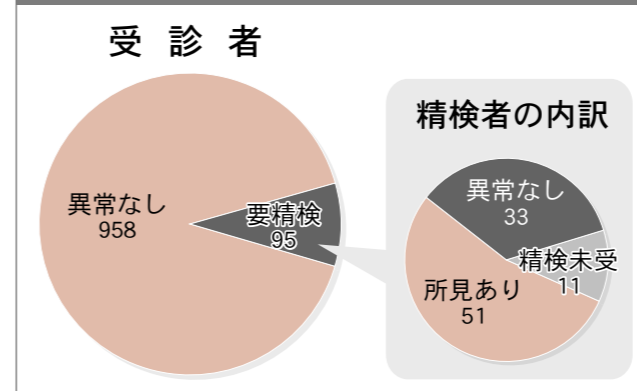 受診者
異常なし
958
要精検
95
精検者の内訳
異常なし
33
精検未受
11
所見あり
51